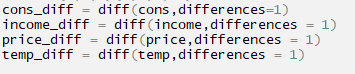 cons_diff = diff(cons,differences=1)
income_diff = diff(income,differences = 1)
price_diff = diff(price,differences = 1)
temp_diff = diff(temp,differences = 1)